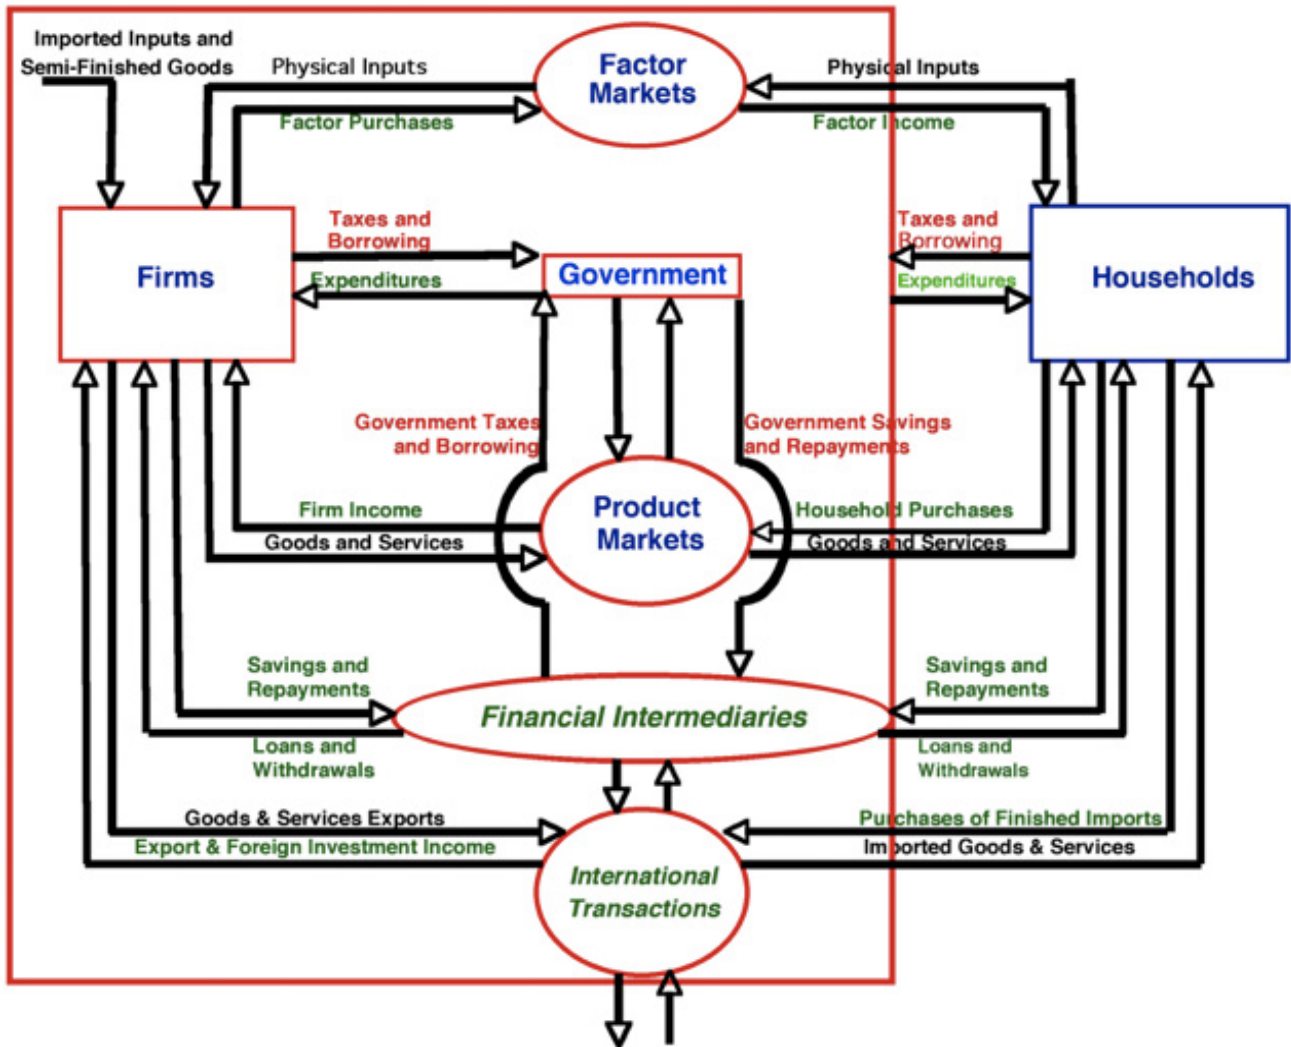 Imported Inputs and
Semi-Finished Goods
Physical Inputs
Factor Purchases
Factor
Markets
Physical Inputs
Factor Income
Firms
Taxes and
Borrowing
Expenditures
Government
Taxes and
Borrowing
Expenditures
Households
Government Taxes
and Borrowing
Government Savings
and Repayments
Firm Income
Goods and Services
Product
Markets
Household Purchases
Goods and Services
Savings and
Repayments
Loans and
Withdrawals
Financial Intermediaries
Savings and
Repayments
Loans and
Withdrawals
Goods & Services Exports
Export & Foreign Investment Income
International
Transactions
Purchases of Finished Imports
Imported Goods & Services